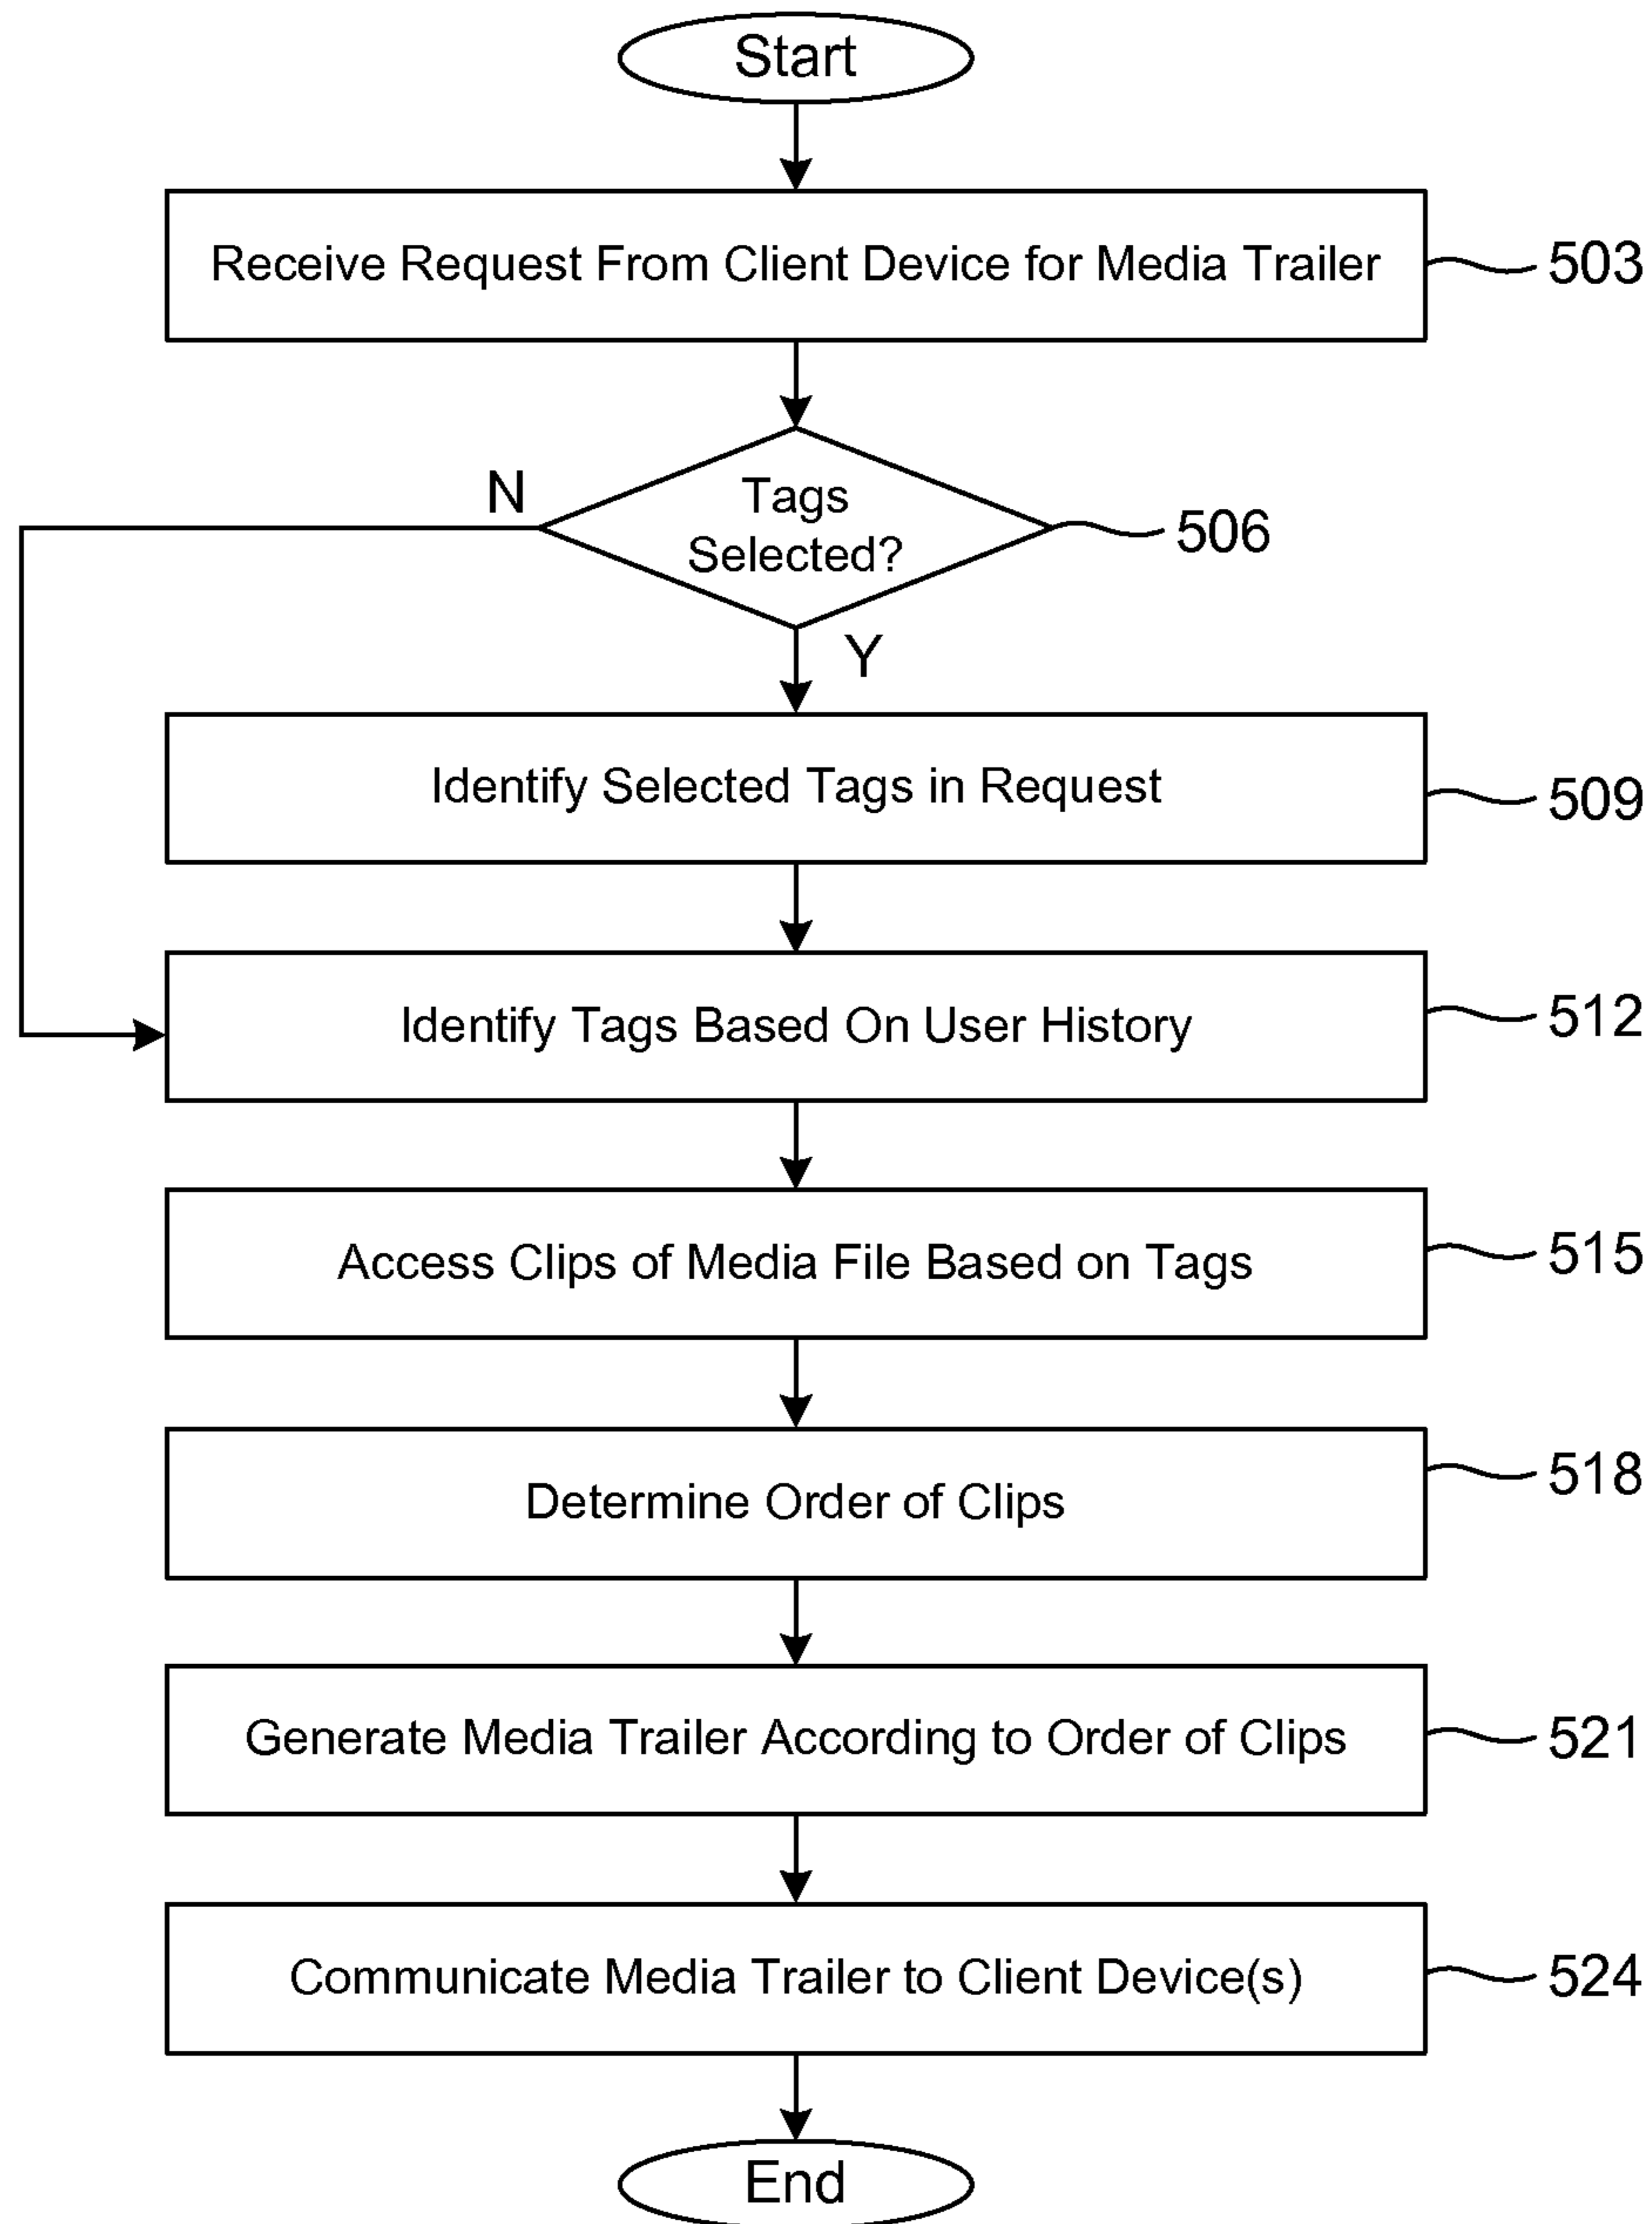 Start
Receive Request From Client Device for Media Trailer
503
N
Tags
Selected?
506
Y
Identify Selected Tags in Request
509
Identify Tags Based On User History
512
Access Clips of Media File Based on Tags
515
Determine Order of Clips
518
Generate Media Trailer According to Order of Clips
521
Communicate Media Trailer to Client Device(s)
524
End